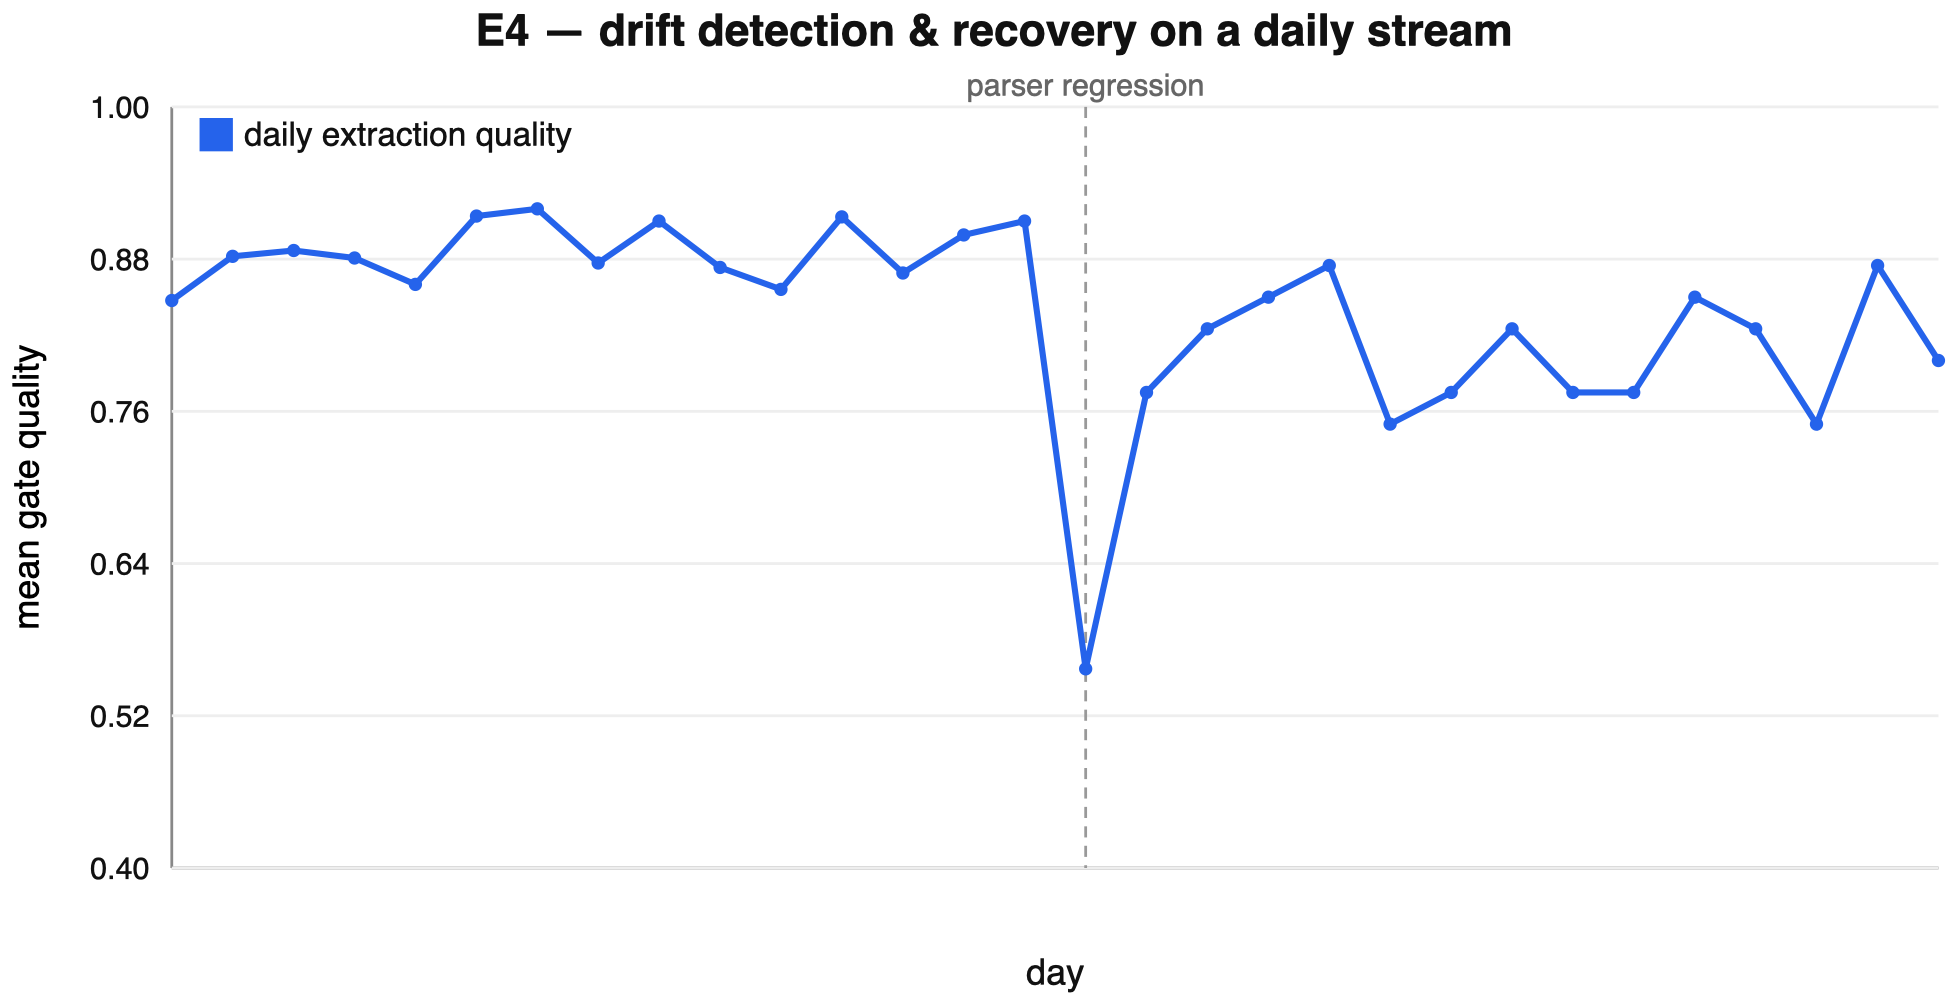 E4 — drift detection & recovery on a daily stream
parser regression
daily extraction quality
1.00
0.88
0.76
0.64
0.52
0.40
mean gate quality
day